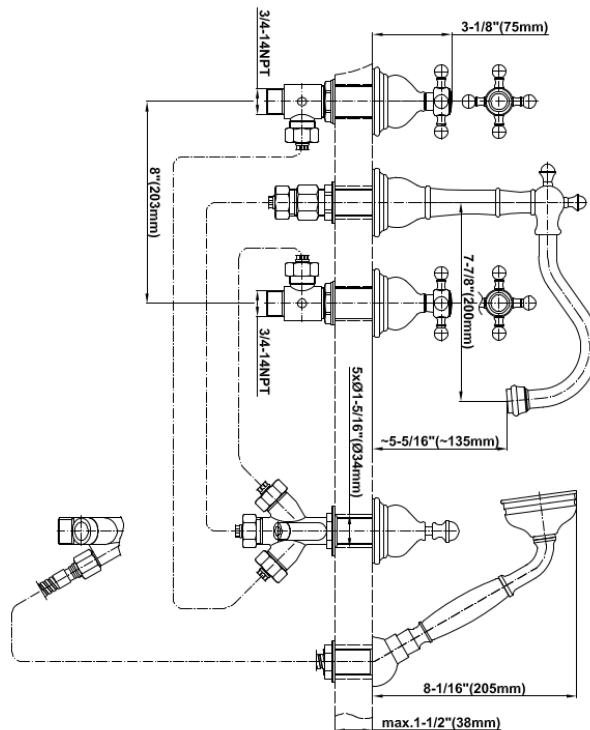 3/4-14NPT
3-1/8"(75mm)
8"(203mm)
7-7/8"(200mm)
3/4-14NPT
5xØ1-5/16"(Ø34mm)
~5-5/16"(~135mm)
8-1/16"(205mm)
max.1-1/2"(38mm)